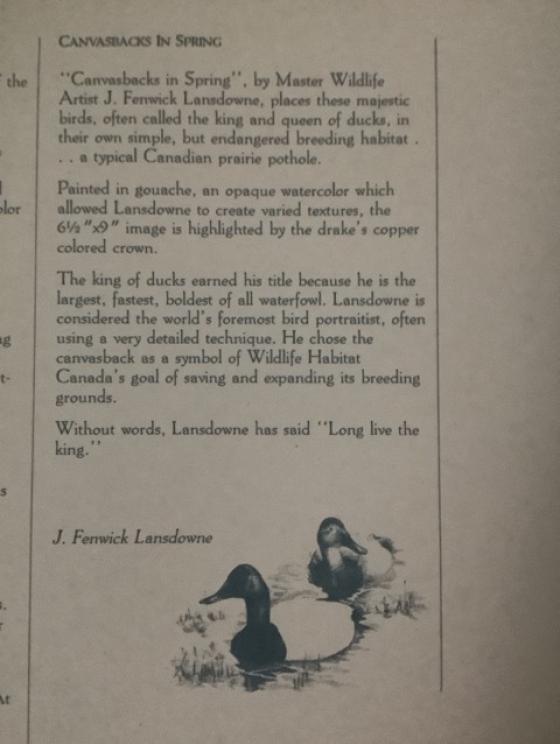 CANVASBACKS IN SPRING
"Canvasbacks in Spring", by Master Wildlife
Artist J. Fenwick Lansdowne, places these majestic
birds, often called the king and queen of ducks, in
their own simple, but endangered breeding habitat .
. . a typical Canadian prairie pothole.
Painted in gouache, an opaque watercolor which
allowed Lansdowne to create varied textures, the
6½"x9" image is highlighted by the drake's copper
colored crown.
The king of ducks earned his title because he is the
largest, fastest, boldest of all waterfowl. Lansdowne is
considered the world's foremost bird portraitist, often
using a very detailed technique. He chose the
canvasback as a symbol of Wildlife Habitat
Canada's goal of saving and expanding its breeding
grounds.
Without words, Lansdowne has said "Long live the
king."
J. Fenwick Lansdowne